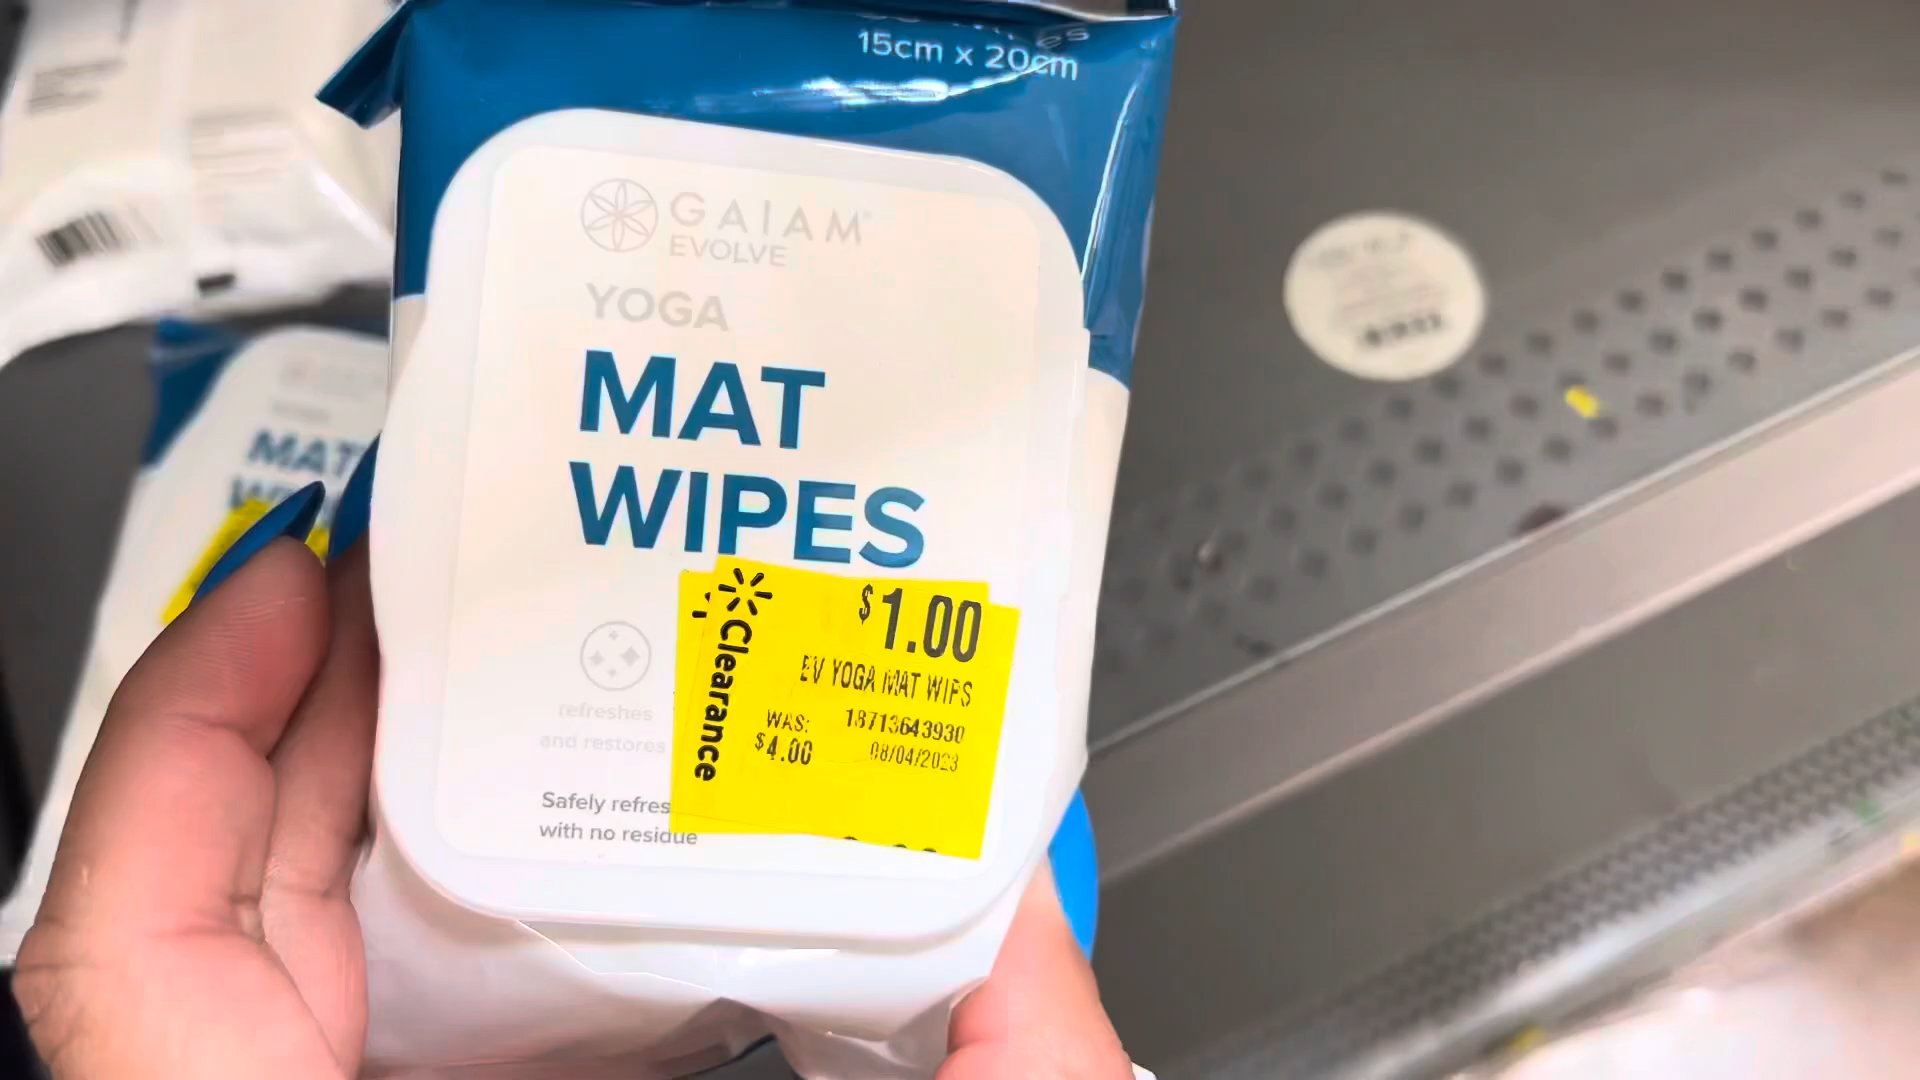 15cm x 20cm
GAIAM
EVOLVE
YOGA
MAT
WIPES
refreshes
and restores
Safely refres
with no residue
Clearance
$1.00
EV YOGA MAT WIPS
WAS:
$4.00
18713643930
08/04/2023
MAT